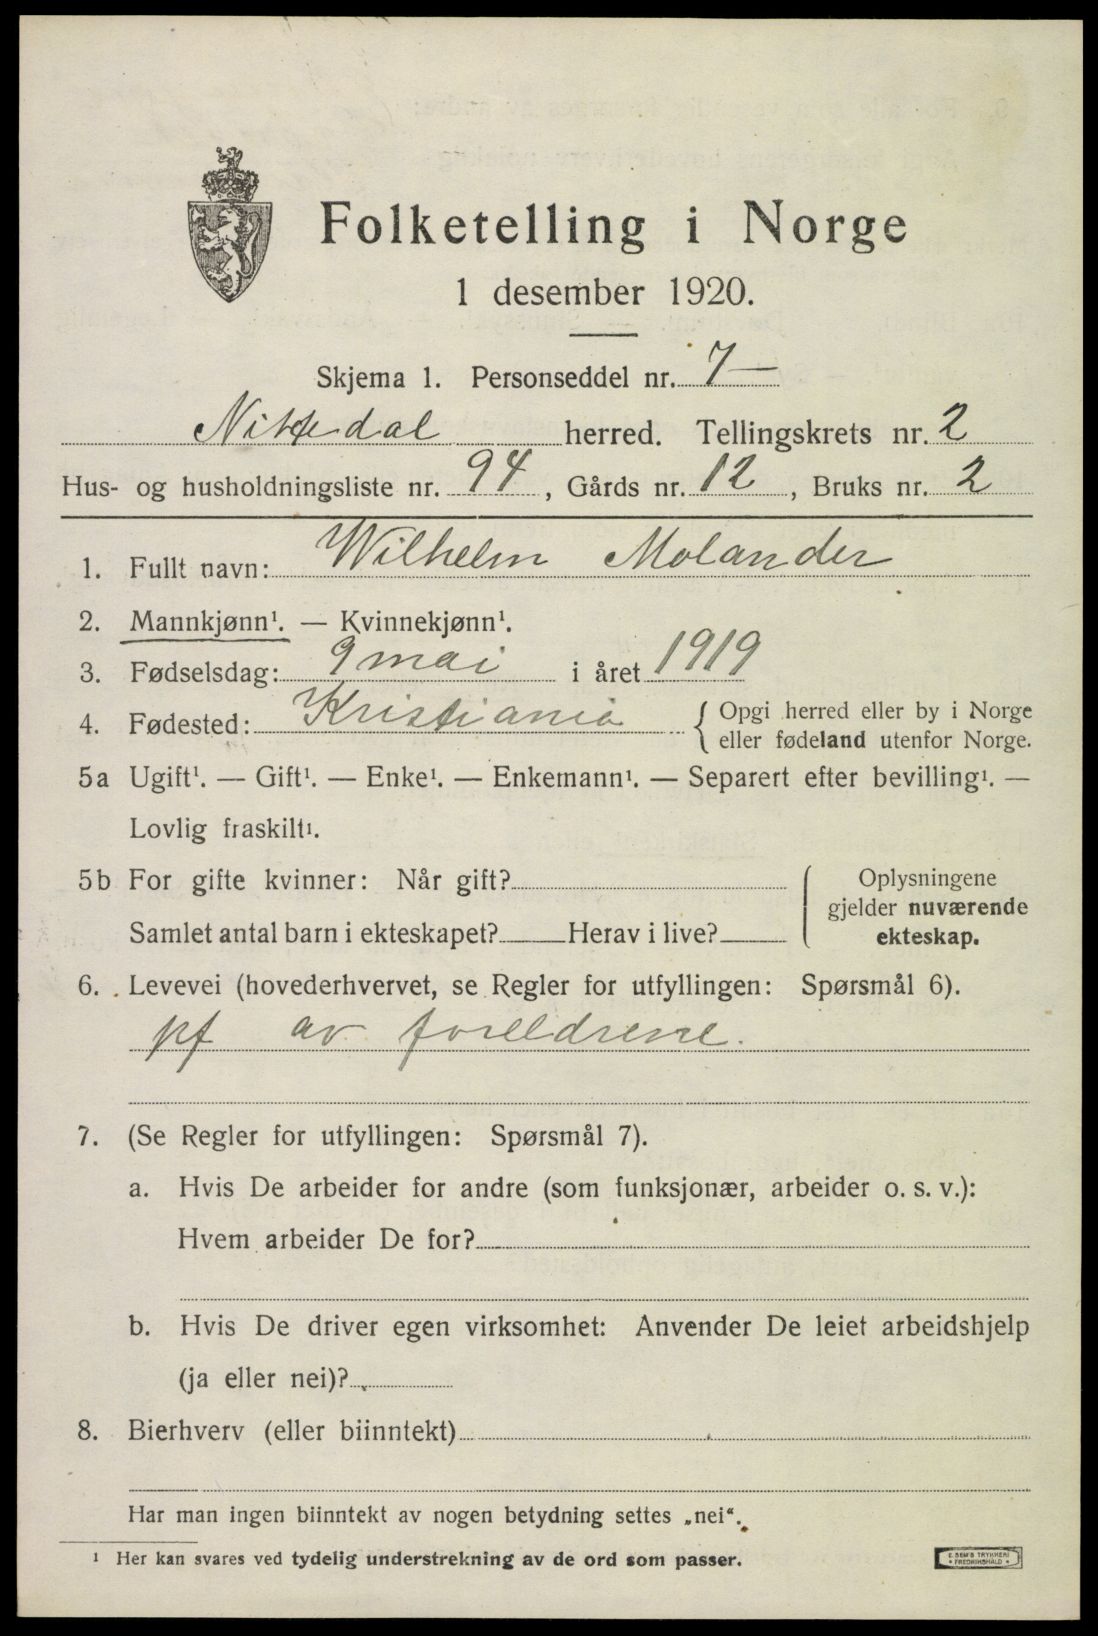 Folketelling i Norge
1 desember 1920.
Skjema 1. Personseddel nr. 7 —
Nittedal herred. Tellingskrets nr. 2
Hus- og husholdningsliste nr. 94, Gårds nr. 12, Bruks nr. 2
1. Fullt navn: Wilhelm Molander
2. Mannkjønn¹. — Kvinnekjønn¹.
3. Fødselsdag: 9 mai i året 1919
4. Fødested: Kristiania { Opgi herred eller by i Norge
eller fødeland utenfor Norge.
5a Ugift¹. — Gift¹. — Enke¹. — Enkemann¹. — Separert efter bevilling¹. —
Lovlig fraskilt¹.
5b For gifte kvinner: Når gift?
Samlet antal barn i ekteskapet? Herav i live?
Oplysningene
gjelder nuværende
ekteskap.
6. Levevei (hovederhvervet, se Regler for utfyllingen: Spørsmål 6).
pf av foreldrene.
7. (Se Regler for utfyllingen: Spørsmål 7).
a. Hvis De arbeider for andre (som funksjonær, arbeider o. s. v.):
Hvem arbeider De for?
b. Hvis De driver egen virksomhet: Anvender De leiet arbeidshjelp
(ja eller nei)?
8. Bierhverv (eller biinntekt)
Har man ingen biinntekt av nogen betydning settes „nei“.
¹ Her kan svares ved tydelig understrekning av de ord som passer.
E. SEM'S TRYKKERI
• FREDRIKSHALD •